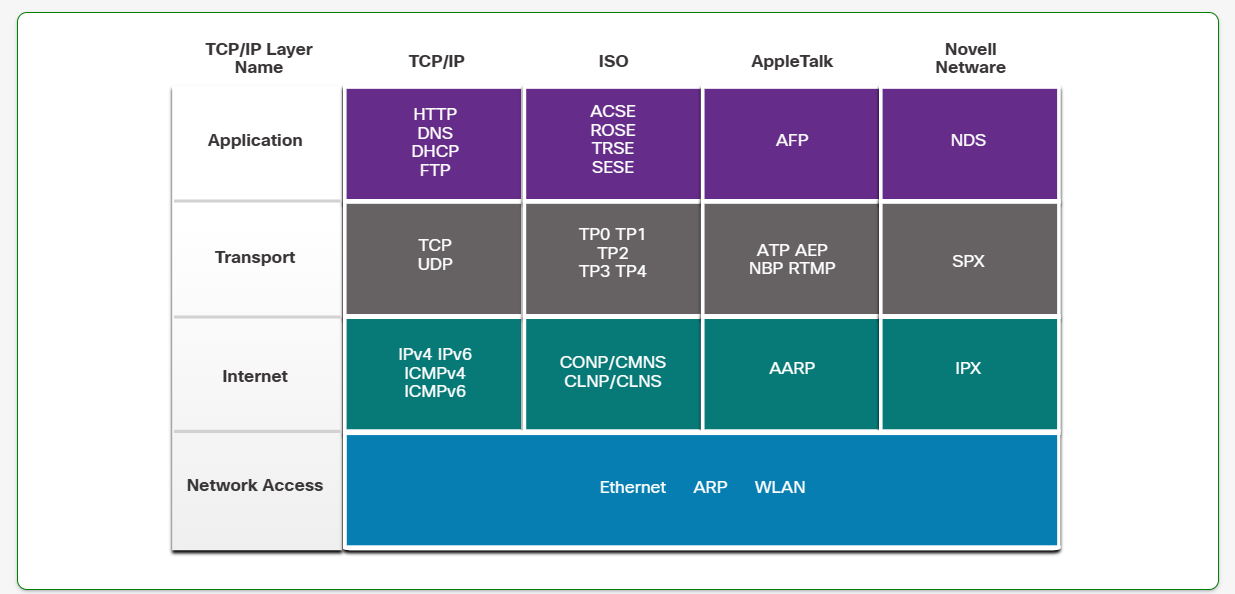 TCP/IP Layer
Name
TCP/IP
ISO
AppleTalk
Novell
Netware
Application
HTTP
DNS
DHCP
FTP
ACSE
ROSE
TRSE
SESE
AFP
NDS
Transport
TCP
UDP
TP0 TP1
TP2
TP3 TP4
ATP AEP
NBP RTMP
SPX
Internet
IPv4 IPv6
ICMPv4
ICMPv6
CONP/CMNS
CLNP/CLNS
AARP
IPX
Network Access
Ethernet ARP WLAN